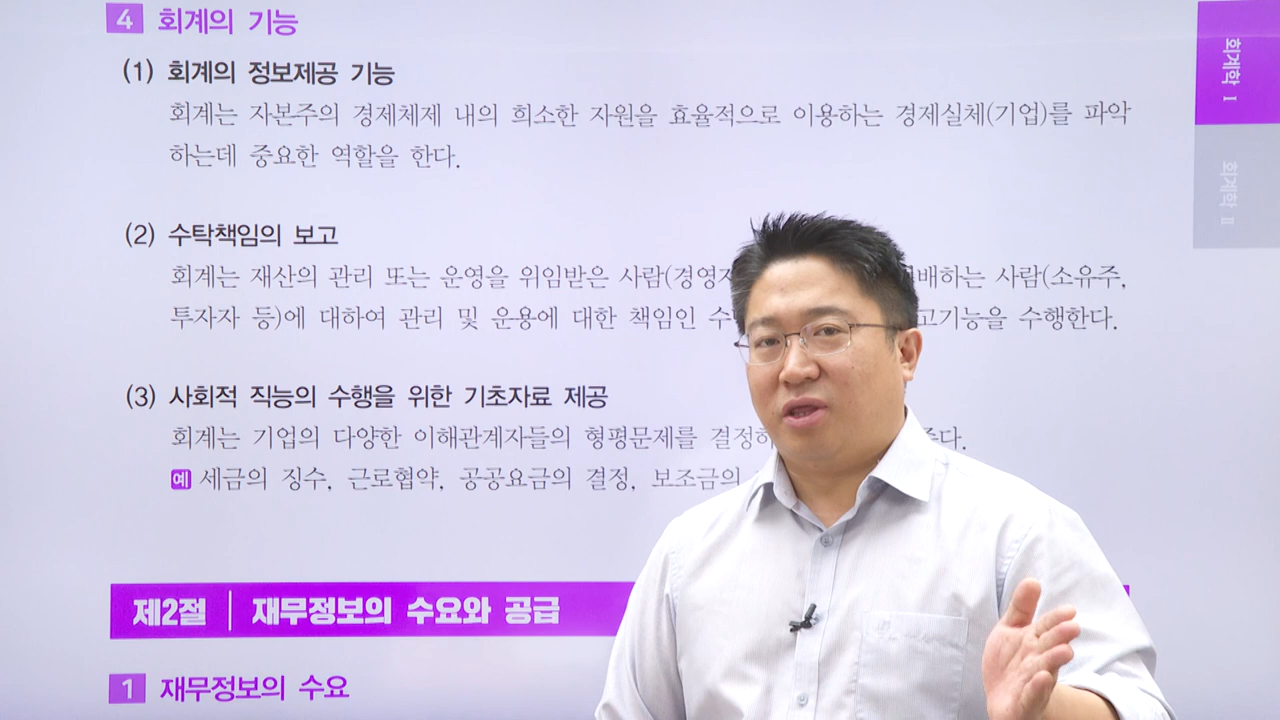 4 회계의 기능
(1) 회계의 정보제공 기능
회계는 자본주의 경제체제 내의 희소한 자원을 효율적으로 이용하는 경제실체(기업)를 파악
하는데 중요한 역할을 한다.
(2) 수탁책임의 보고
회계는 재산의 관리 또는 운영을 위임받은 사람(경영자 배하는 사람(소유주,
투자자 등)에 대하여 관리 및 운용에 대한 책임인 수 고기능을 수행한다.
(3) 사회적 직능의 수행을 위한 기초자료 제공
회계는 기업의 다양한 이해관계자들의 형평문제를 결정하 준다.
예 세금의 징수, 근로협약, 공공요금의 결정, 보조금의
제2절 재무정보의 수요와 공급
1 재무정보의 수요
회계학 I
회계학 II